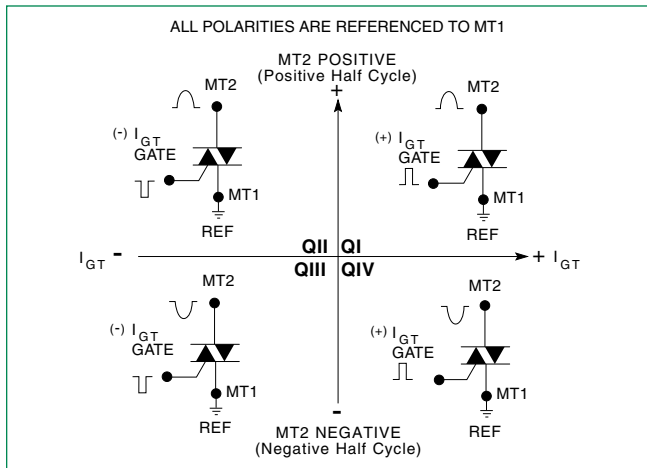 ALL POLARITIES ARE REFERENCED TO MT1
MT2 POSITIVE
(Positive Half Cycle)
+
MT2
(-) IGT
GATE
MT1
REF
MT2
(+) IGT
GATE
MT1
REF
IGT -
QII QI
QIII QIV
+ IGT
MT2
(-) IGT
GATE
MT1
REF
MT2
(+) IGT
GATE
MT1
REF
-
MT2 NEGATIVE
(Negative Half Cycle)